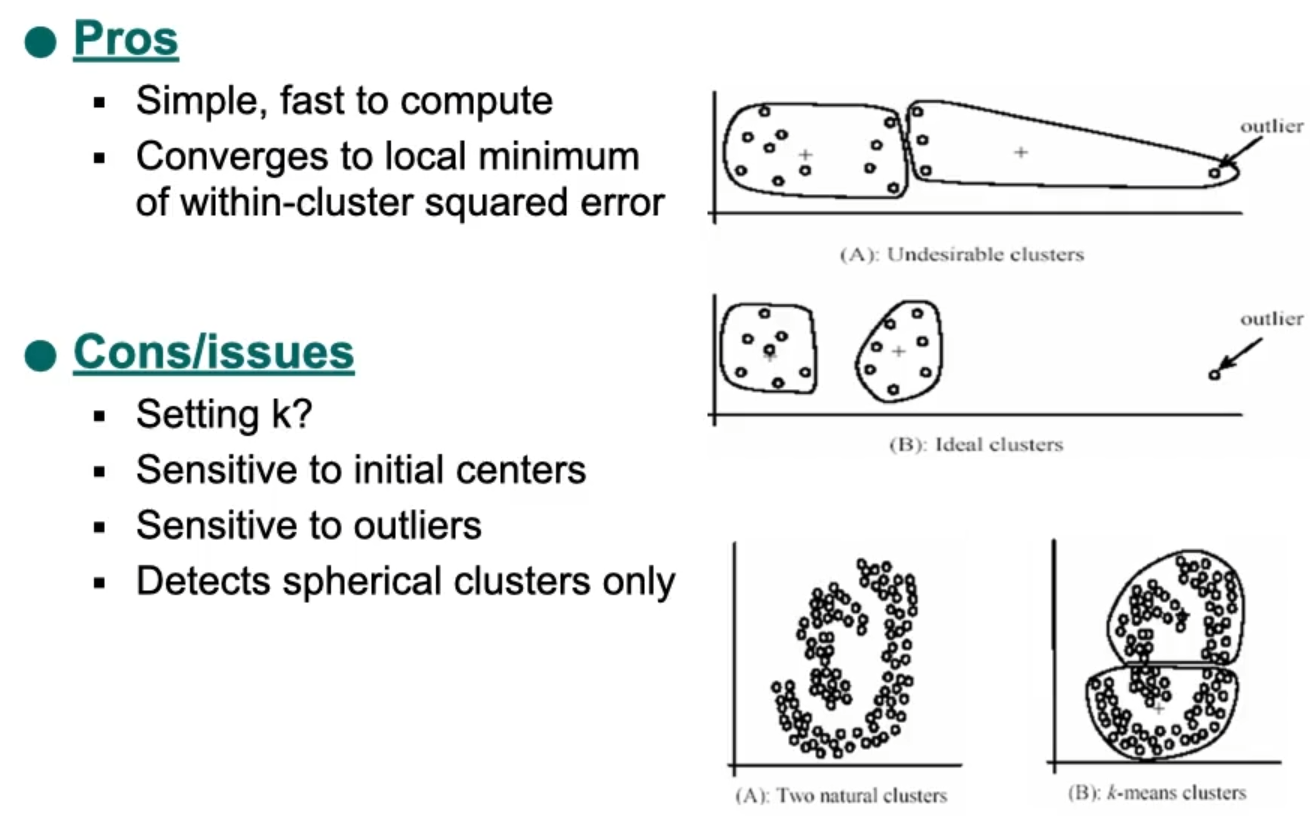 Pros
Simple, fast to compute
Converges to local minimum
of within-cluster squared error
Cons/issues
Setting k?
Sensitive to initial centers
Sensitive to outliers
Detects spherical clusters only
outlier
(A): Undesirable clusters
outlier
(B): Ideal clusters
(A): Two natural clusters
(B): k-means clusters